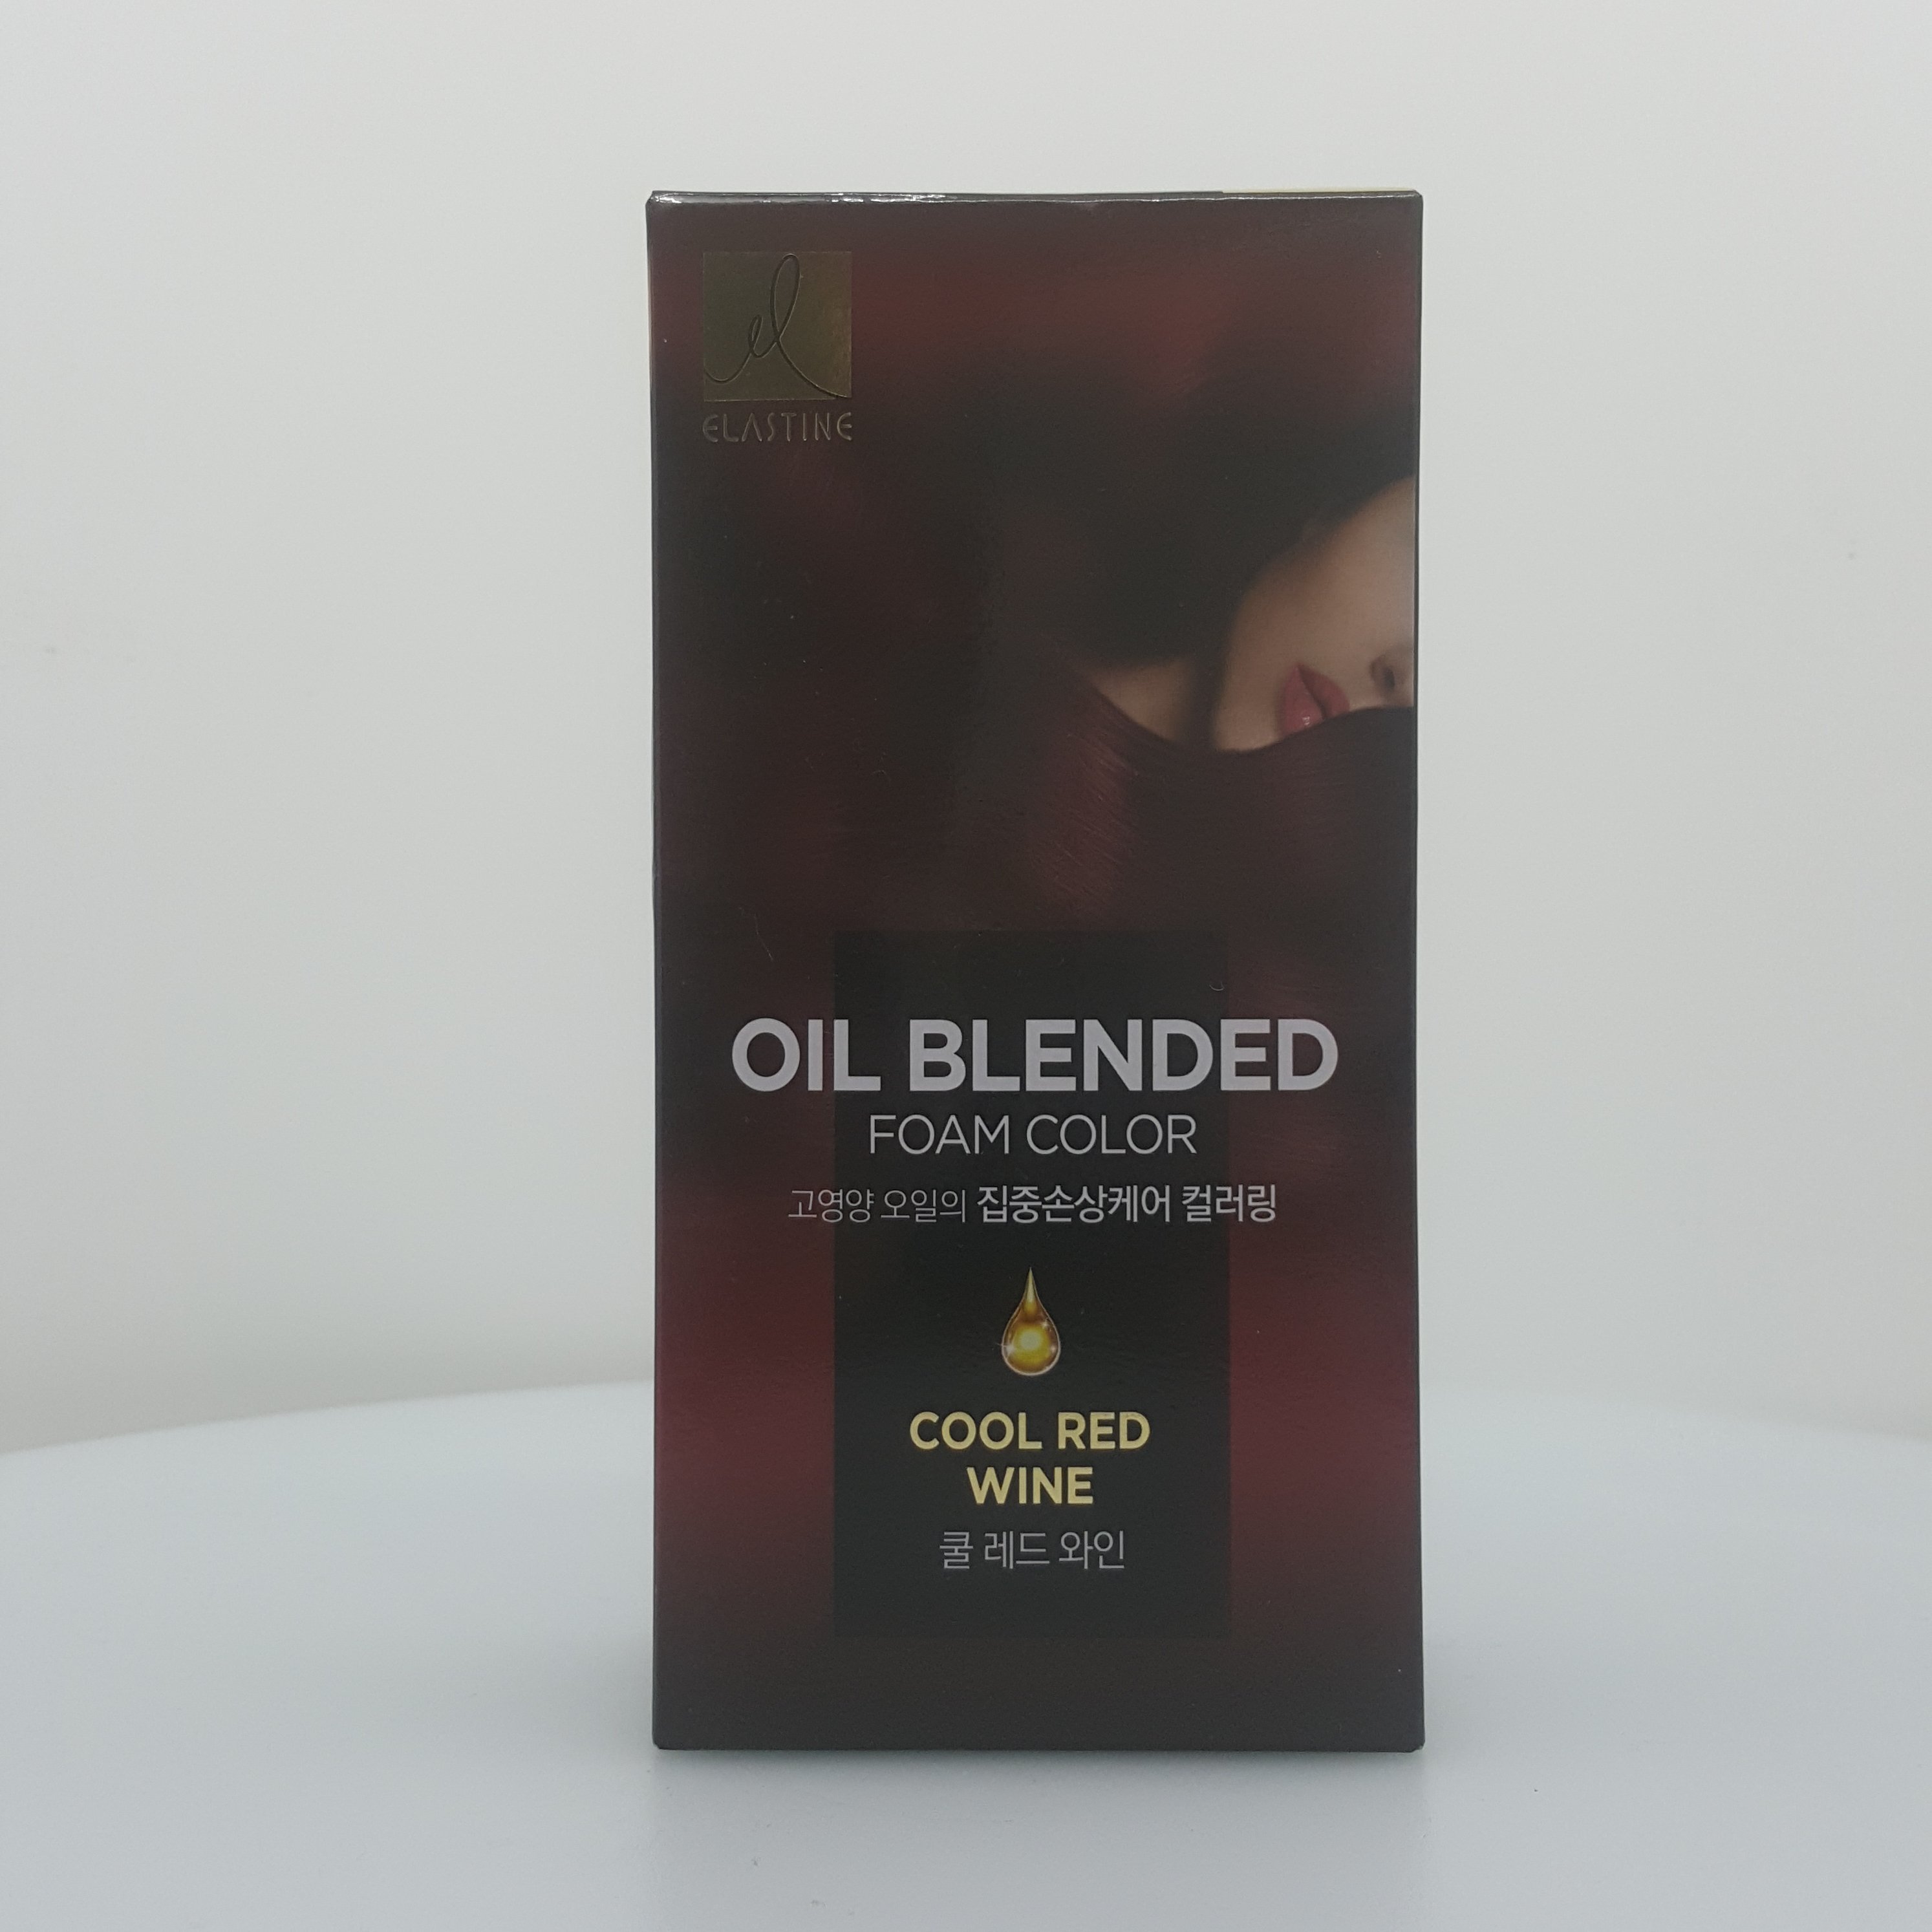 el
ELASTINE
OIL BLENDED
FOAM COLOR
고영양 오일의 집중손상케어 컬러링
COOL RED
WINE
쿨 레드 와인